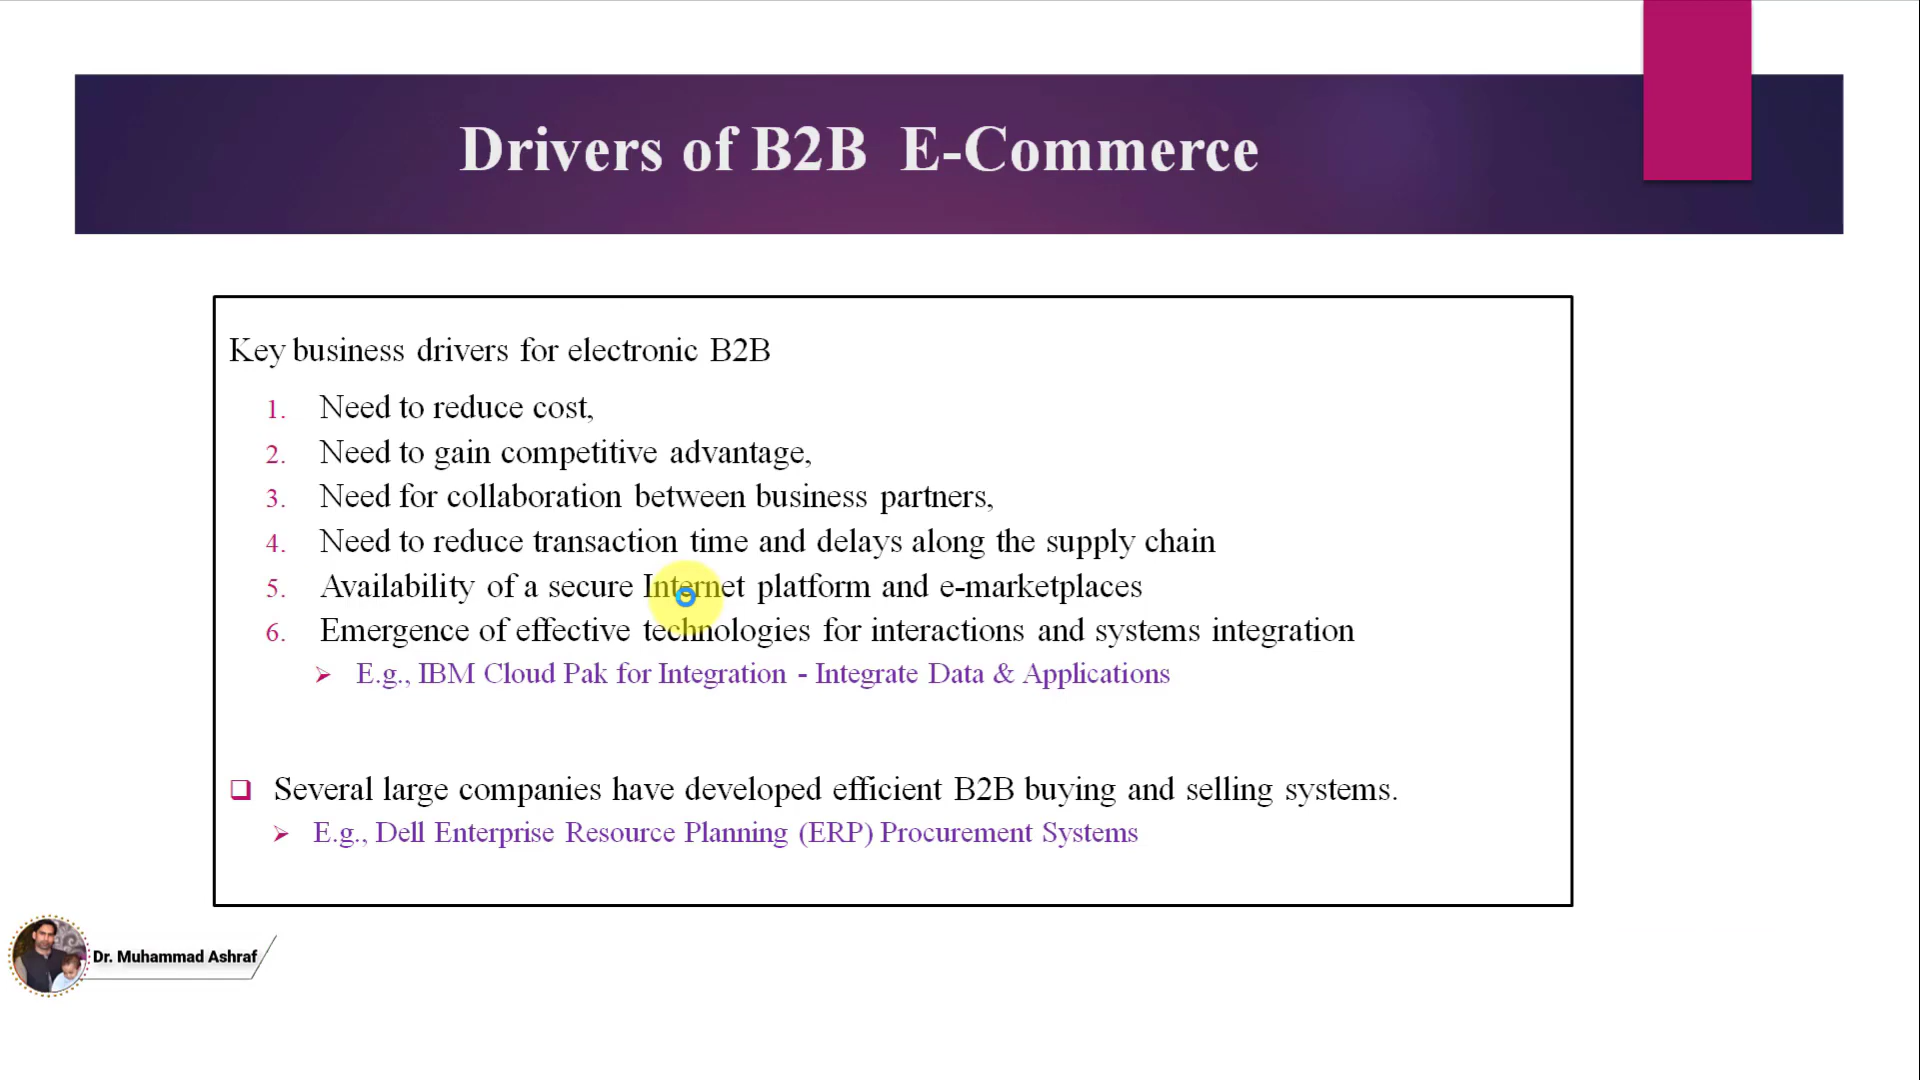 Drivers of B2B E-Commerce
Key business drivers for electronic B2B
1. Need to reduce cost,
2. Need to gain competitive advantage,
3. Need for collaboration between business partners,
4. Need to reduce transaction time and delays along the supply chain
5. Availability of a secure Internet platform and e-marketplaces
6. Emergence of effective technologies for interactions and systems integration
E.g., IBM Cloud Pak for Integration - Integrate Data & Applications
Several large companies have developed efficient B2B buying and selling systems.
E.g., Dell Enterprise Resource Planning (ERP) Procurement Systems
Dr. Muhammad Ashraf